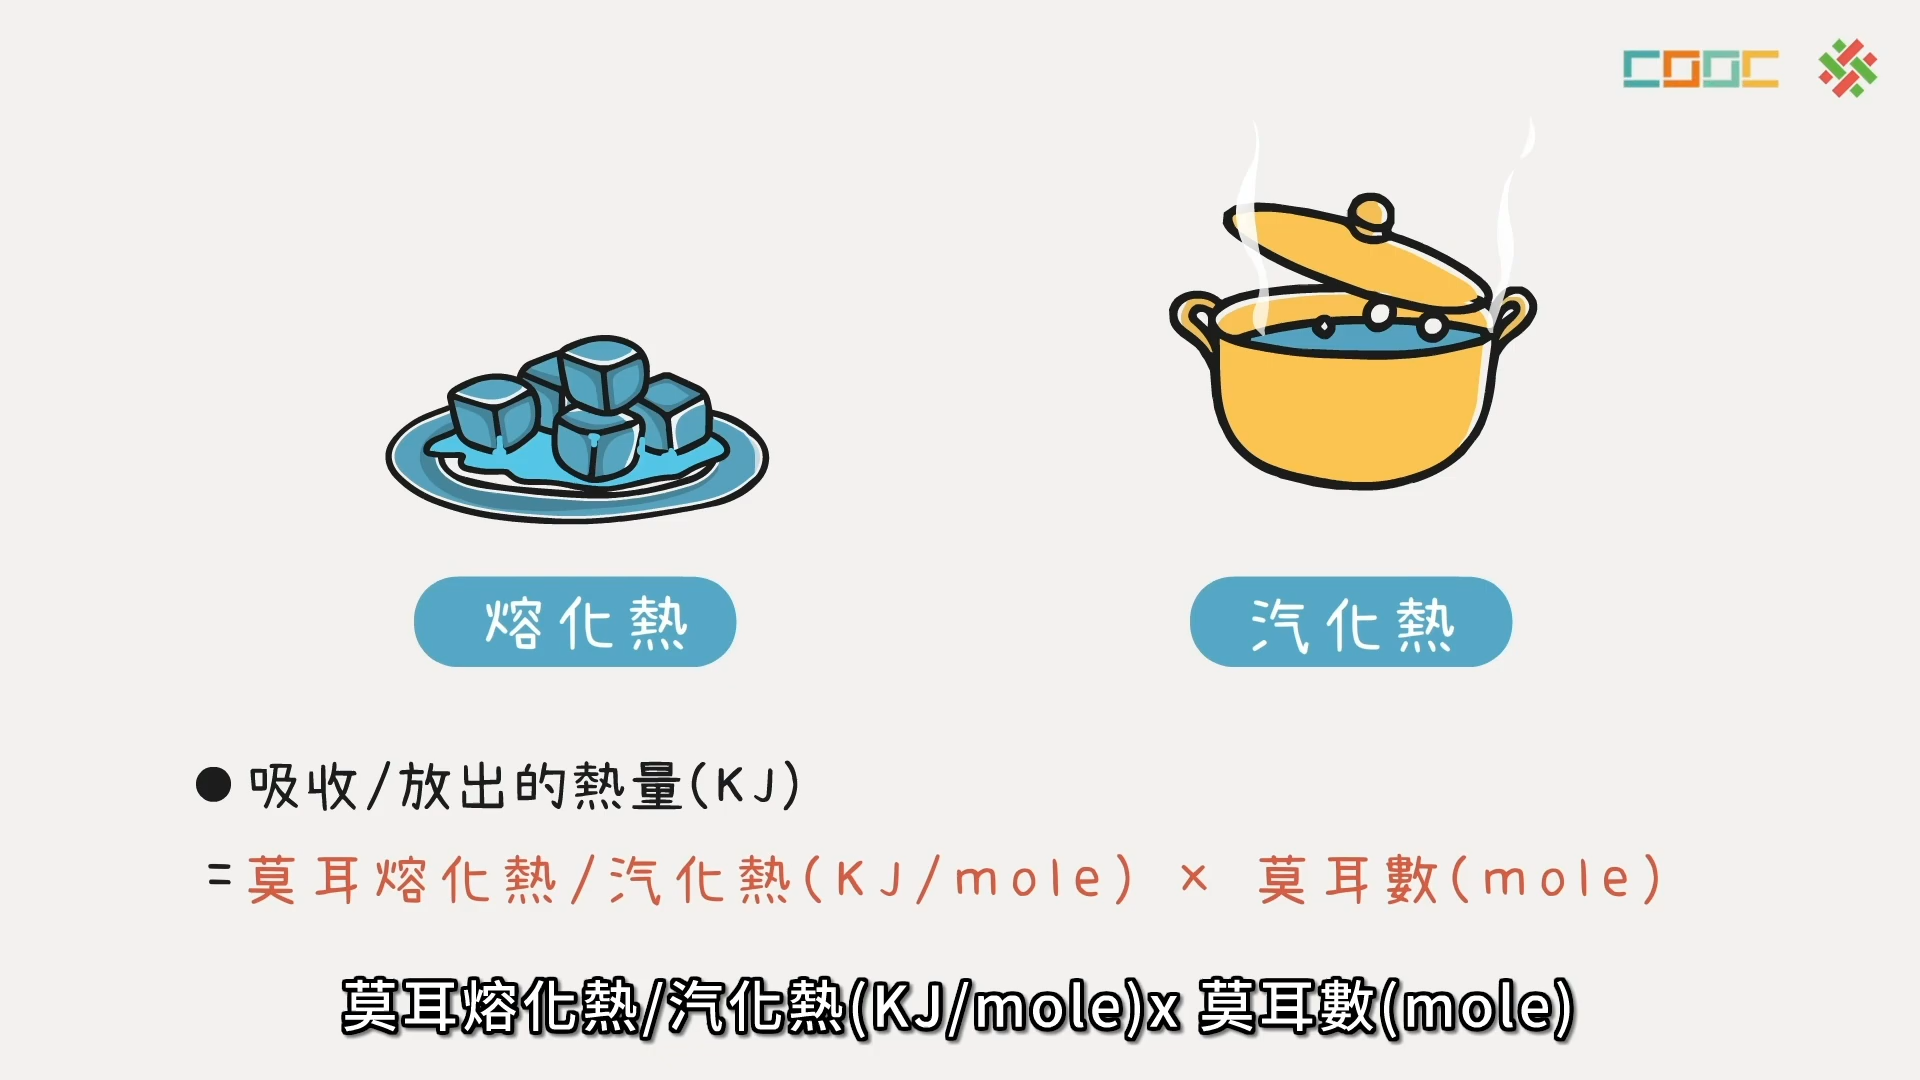 COOC
熔化熱
汽化熱
●吸收/放出的熱量(KJ)
=莫耳熔化熱/汽化熱(KJ/mole) × 莫耳數(mole)
莫耳熔化熱/汽化熱(KJ/mole)x 莫耳數(mole)